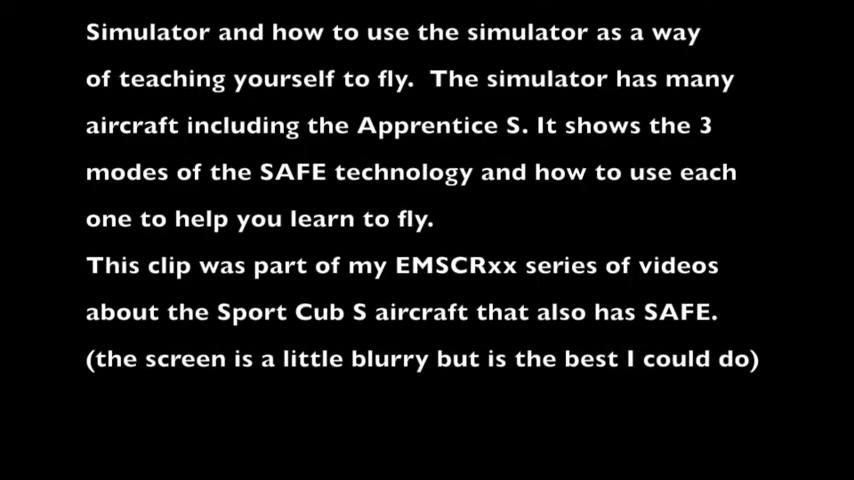 Simulator and how to use the simulator as a way
of teaching yourself to fly.  The simulator has many
aircraft including the Apprentice S. It shows the 3
modes of the SAFE technology and how to use each
one to help you learn to fly.
This clip was part of my EMSCRxx series of videos
about the Sport Cub S aircraft that also has SAFE.
(the screen is a little blurry but is the best I could do)